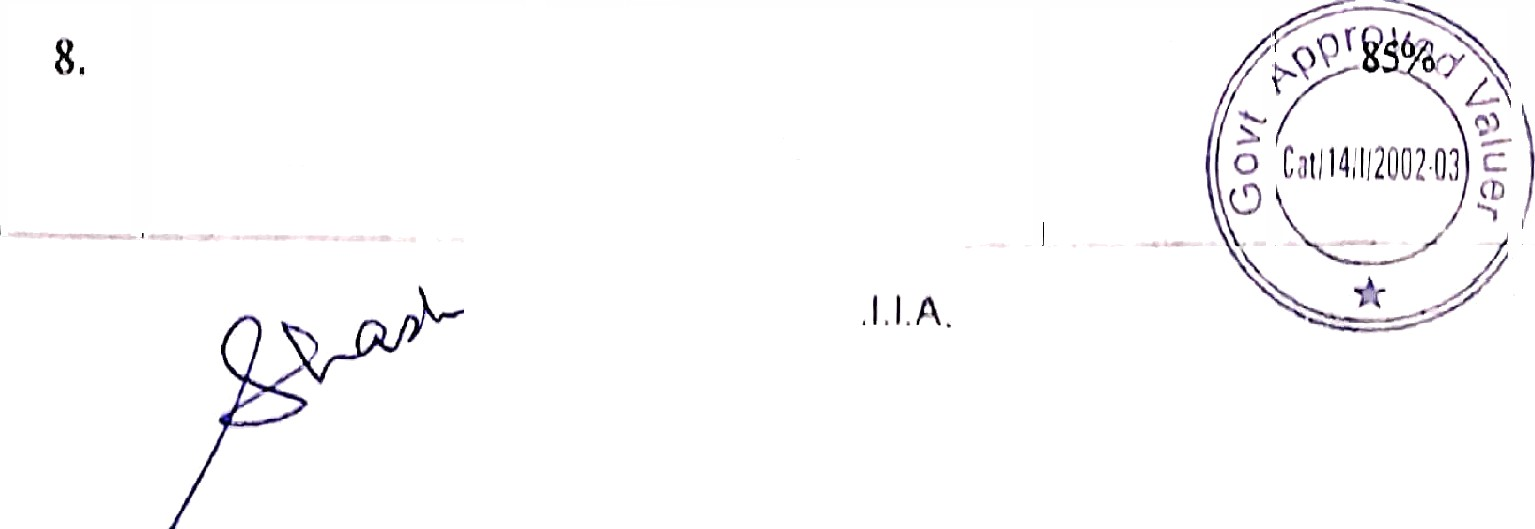 8.
85%
Govt Approved Valuer
Cat/14/I/2002-03
.I.I.A.